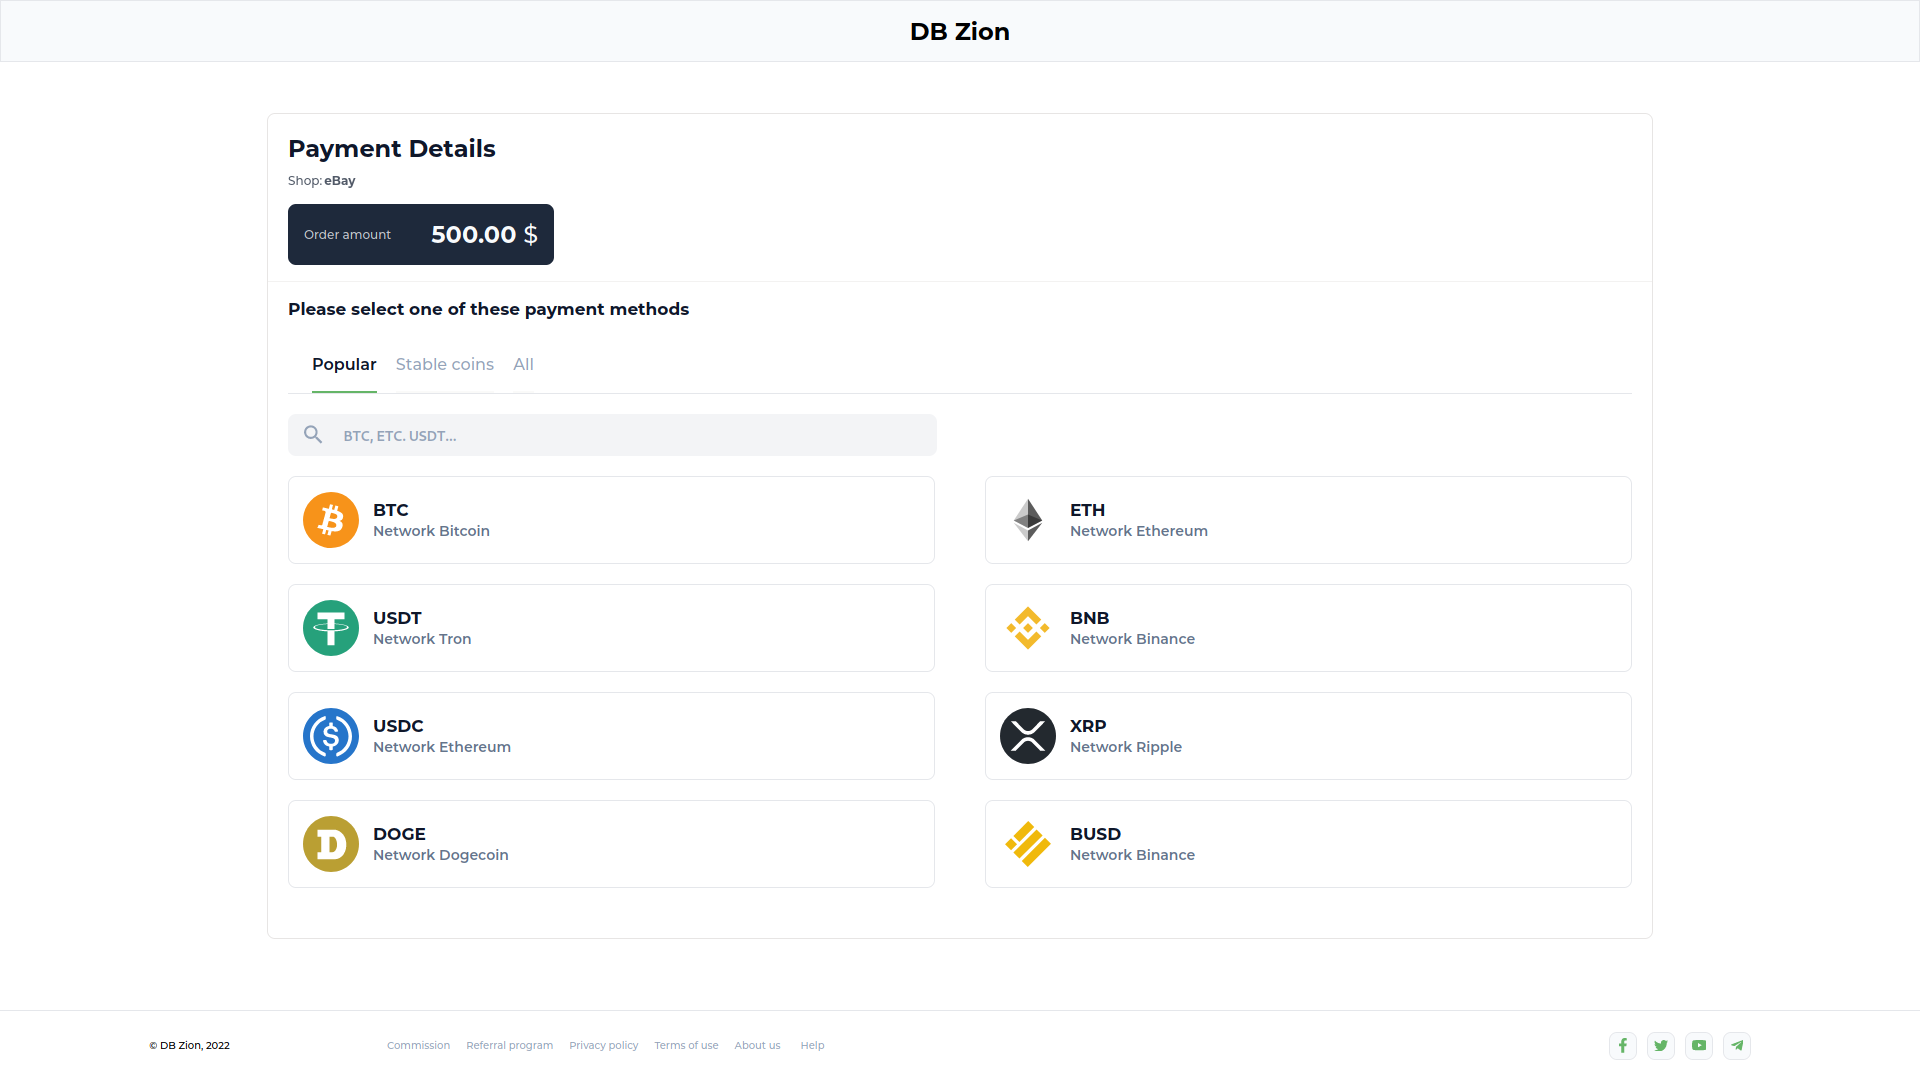 DB Zion
Payment Details
Shop: eBay
Order amount 500.00 $
Please select one of these payment methods
Popular Stable coins All
BTC, ETC. USDT...
BTC
Network Bitcoin
ETH
Network Ethereum
USDT
Network Tron
BNB
Network Binance
USDC
Network Ethereum
XRP
Network Ripple
DOGE
Network Dogecoin
BUSD
Network Binance
© DB Zion, 2022 Commission Referral program Privacy policy Terms of use About us Help